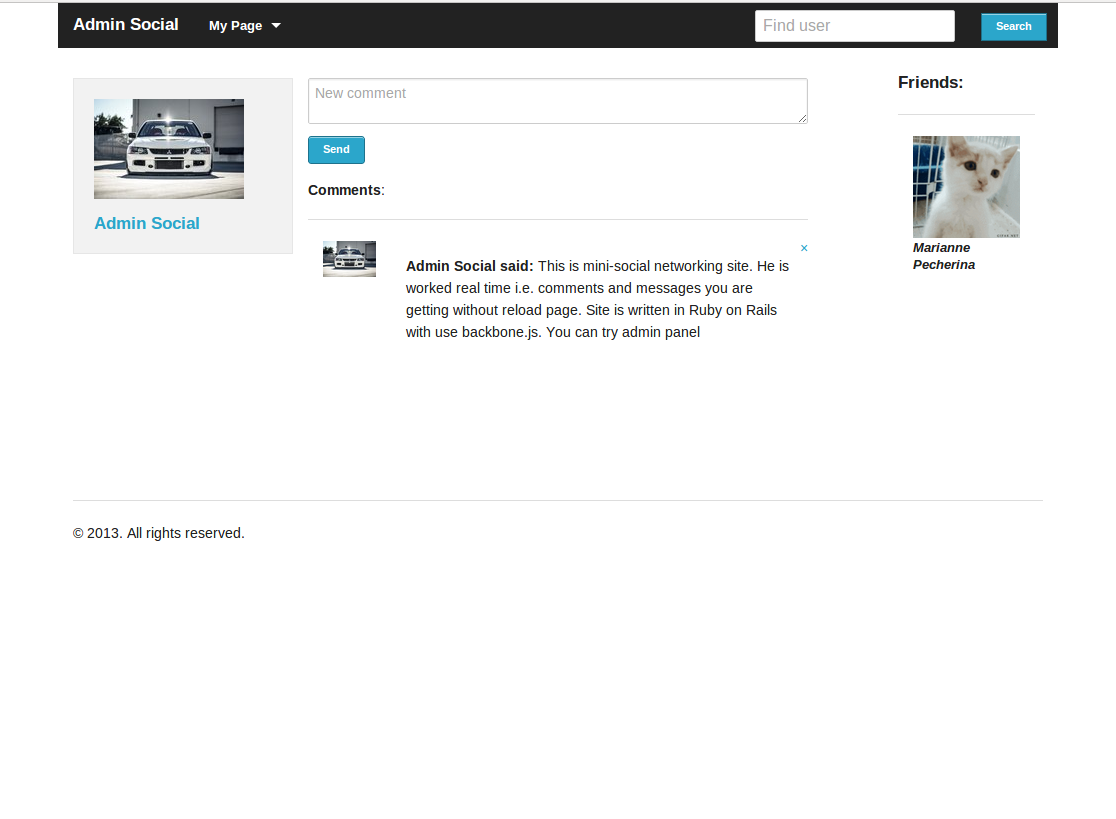 Admin Social
My Page
Find user
Search
New comment
Send
Comments:
×
Admin Social said: This is mini-social networking site. He is
worked real time i.e. comments and messages you are
getting without reload page. Site is written in Ruby on Rails
with use backbone.js. You can try admin panel
Admin Social
Friends:
Marianne
Pecherina
© 2013. All rights reserved.